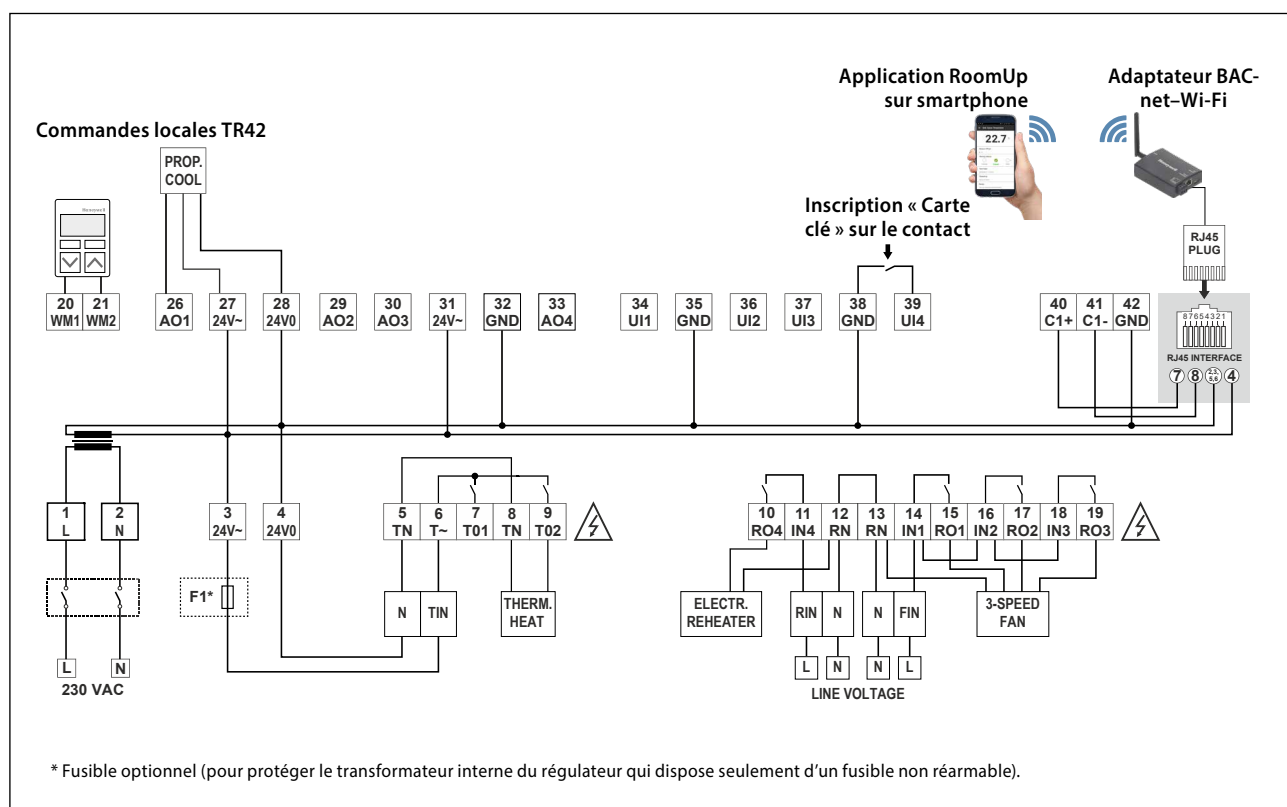 Application RoomUp
sur smartphone
Adaptateur BAC-
net–Wi-Fi
Commandes locales TR42
PROP.
COOL
22.7
Honeywell
Inscription « Carte
clé » sur le contact
RJ45
PLUG
20
WM1
21
WM2
26
AO1
27
24V~
28
24V0
29
AO2
30
AO3
31
24V~
32
GND
33
AO4
34
UI1
35
GND
36
UI2
37
UI3
38
GND
39
UI4
40
C1+
41
C1-
42
GND
87654321
RJ45 INTERFACE
7
8
2,3,
5,6
4
1
L
2
N
3
24V~
4
24V0
5
TN
6
T~
7
T01
8
TN
9
T02
10
RO4
11
IN4
12
RN
13
RN
14
IN1
15
RO1
16
IN2
17
RO2
18
IN3
19
RO3
F1*
N
TIN
THERM.
HEAT
ELECTR.
REHEATER
RIN
N
N
FIN
3-SPEED
FAN
L
N
230 VAC
L
N
N
L
LINE VOLTAGE
* Fusible optionnel (pour protéger le transformateur interne du régulateur qui dispose seulement d’un fusible non réarmable).